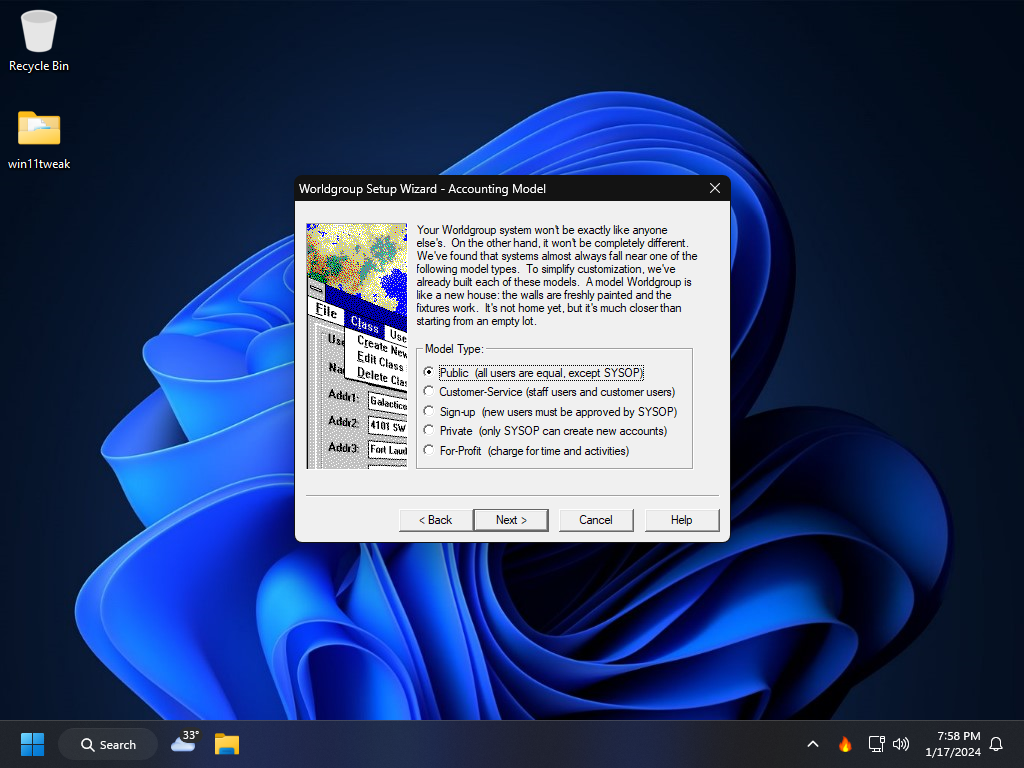 Recycle Bin
win11tweak
Worldgroup Setup Wizard - Accounting Model
Your Worldgroup system won't be exactly like anyone
else's.  On the other hand, it won't be completely different.
We've found that systems almost always fall near one of the
following model types.  To simplify customization, we've
already built each of these models.  A model Worldgroup is
like a new house: the walls are freshly painted and the
fixtures work.  It's not home yet, but it's much closer than
starting from an empty lot.
File
Class
Use
Create New
Edit Class
Delete Clas
Use
Na
Addr1: Galactico
Addr2: 4101 SW
Addr3: Fort Laud
Model Type:
Public  (all users are equal, except SYSOP)
Customer-Service (staff users and customer users)
Sign-up  (new users must be approved by SYSOP)
Private  (only SYSOP can create new accounts)
For-Profit  (charge for time and activities)
< Back
Next >
Cancel
Help
Search
33°
7:58 PM
1/17/2024